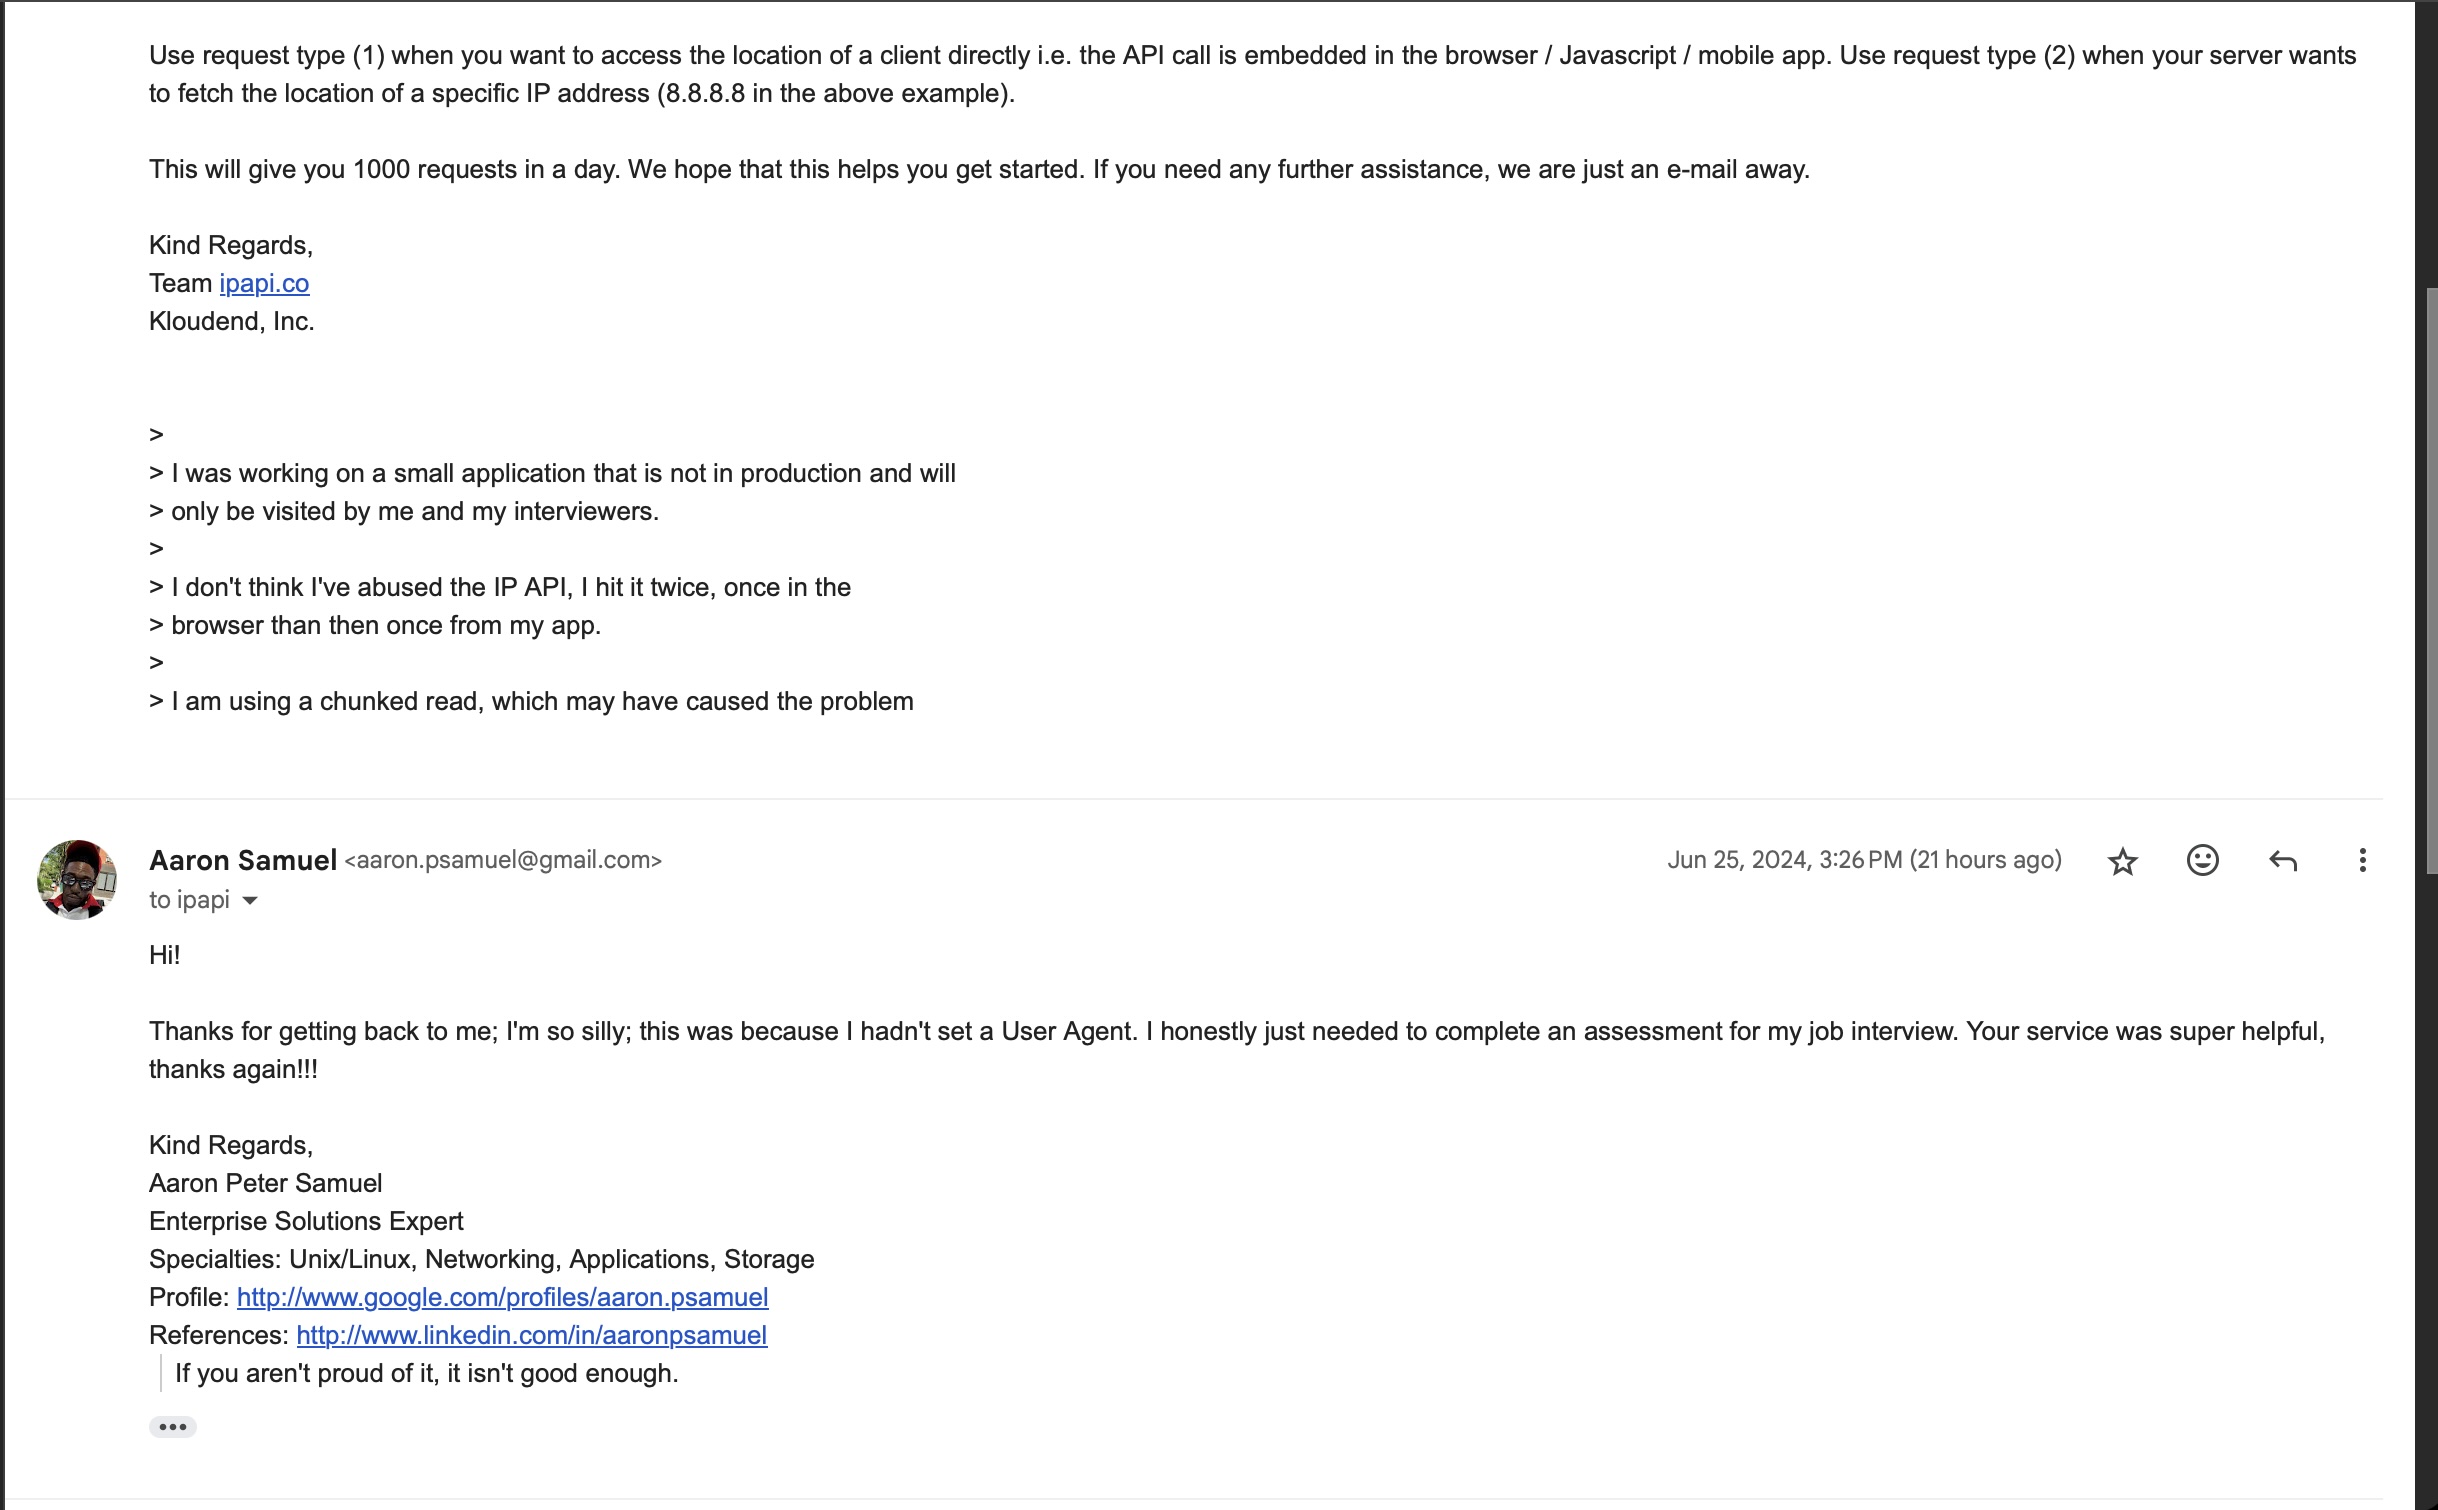 Use request type (1) when you want to access the location of a client directly i.e. the API call is embedded in the browser / Javascript / mobile app. Use request type (2) when your server wants
to fetch the location of a specific IP address (8.8.8.8 in the above example).
This will give you 1000 requests in a day. We hope that this helps you get started. If you need any further assistance, we are just an e-mail away.
Kind Regards,
Team ipapi.co
Kloudend, Inc.
>
> I was working on a small application that is not in production and will
> only be visited by me and my interviewers.
>
> I don't think I've abused the IP API, I hit it twice, once in the
> browser than then once from my app.
>
> I am using a chunked read, which may have caused the problem
Aaron Samuel <aaron.psamuel@gmail.com> Jun 25, 2024, 3:26 PM (21 hours ago)
to ipapi
Hi!
Thanks for getting back to me; I'm so silly; this was because I hadn't set a User Agent. I honestly just needed to complete an assessment for my job interview. Your service was super helpful,
thanks again!!!
Kind Regards,
Aaron Peter Samuel
Enterprise Solutions Expert
Specialties: Unix/Linux, Networking, Applications, Storage
Profile: http://www.google.com/profiles/aaron.psamuel
References: http://www.linkedin.com/in/aaronpsamuel
If you aren't proud of it, it isn't good enough.